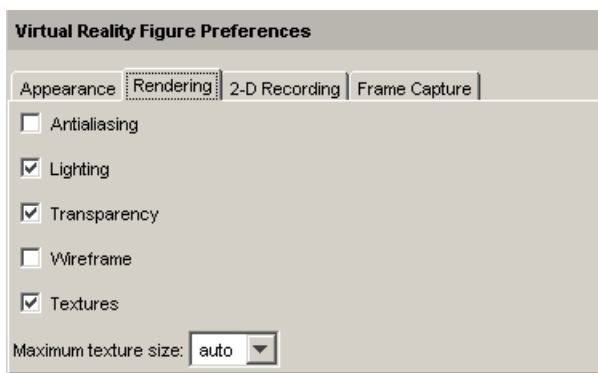 Virtual Reality Figure Preferences
Appearance Rendering 2-D Recording Frame Capture
Antialiasing
Lighting
Transparency
Wireframe
Textures
Maximum texture size: auto